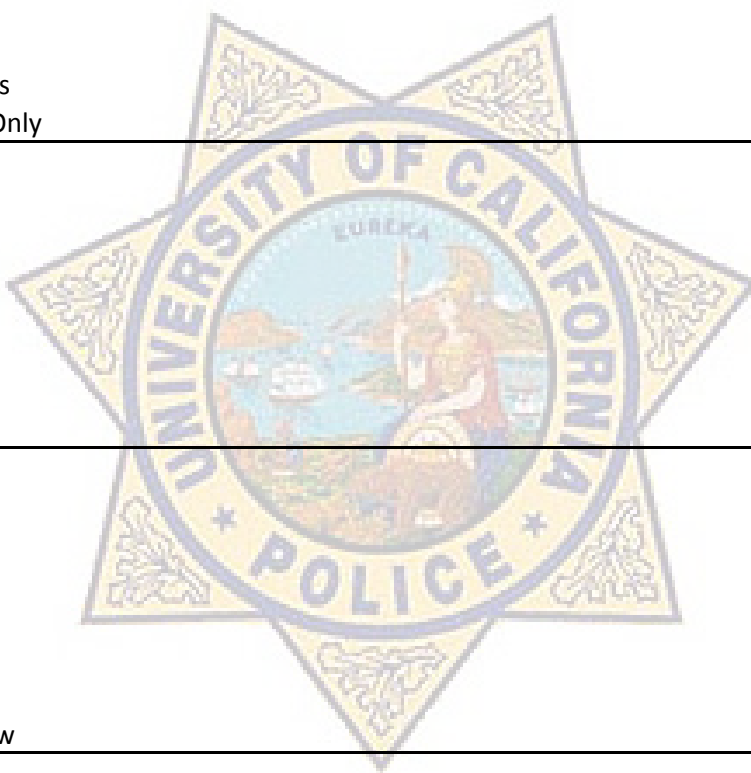 s
Only
UNIVERSITY OF CALIFORNIA
EUREKA
POLICE
w